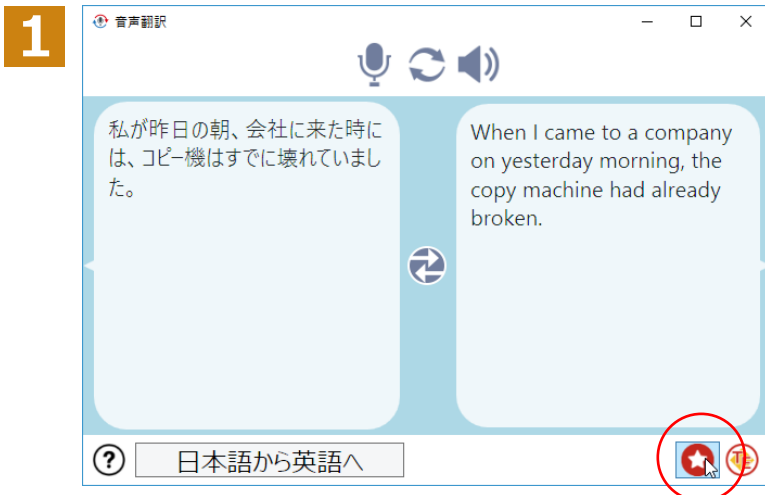 1
音声翻訳
私が昨日の朝、会社に来た時に
は、コピー機はすでに壊れていまし
た。
When I came to a company
on yesterday morning, the
copy machine had already
broken.
?
日本語から英語へ
TE